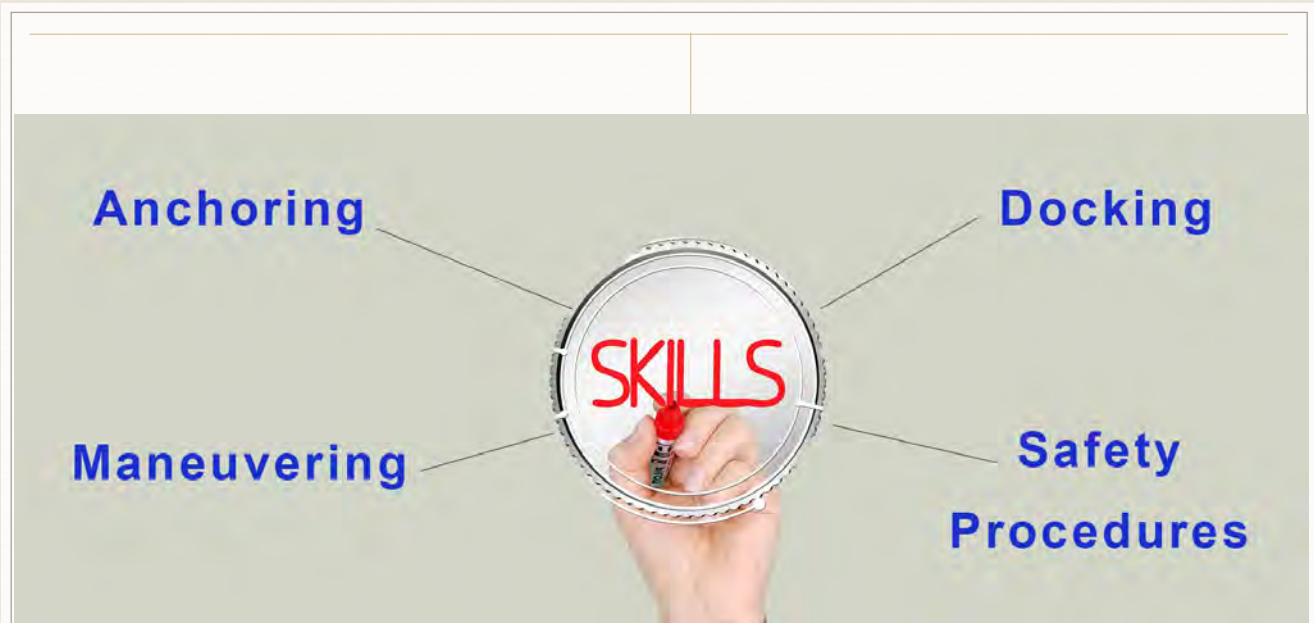 Anchoring
Docking
SKILLS
Maneuvering
Safety
Procedures